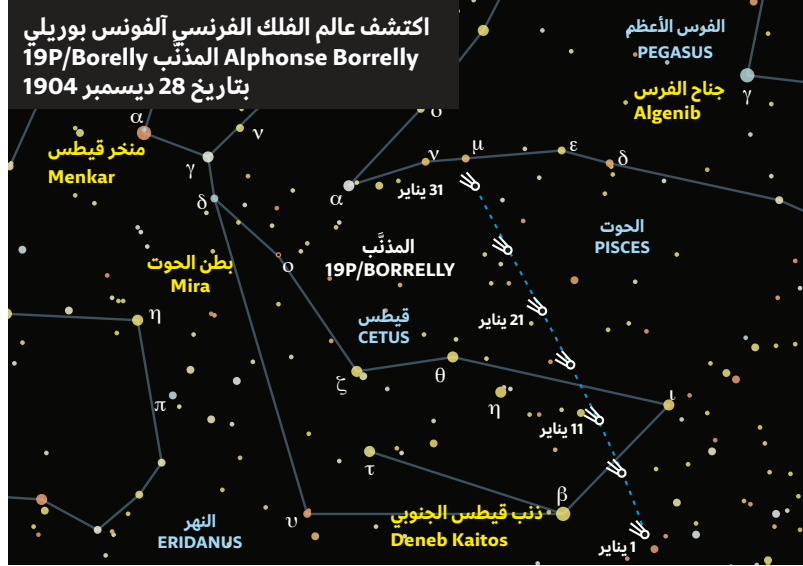 اكتشف عالم الفلك الفرنسي آلفونس بوريلي
Alphonse Borrelly المذنَّب 19P/Borelly
بتاريخ 28 ديسمبر 1904
الفرس الأعظم
PEGASUS
جناح الفرس
Algenib
γ
α
ν
منخر قيطس
Menkar
γ
δ
ο
α
ν
μ
ε
δ
31 يناير
الحوت
PISCES
المذنَّب
19P/BORRELLY
بطن الحوت
Mira
قيطس
CETUS
21 يناير
η
ζ
θ
η
ι
π
11 يناير
τ
β
υ
ذنب قيطس الجنوبي
Deneb Kaitos
النهر
ERIDANUS
1 يناير